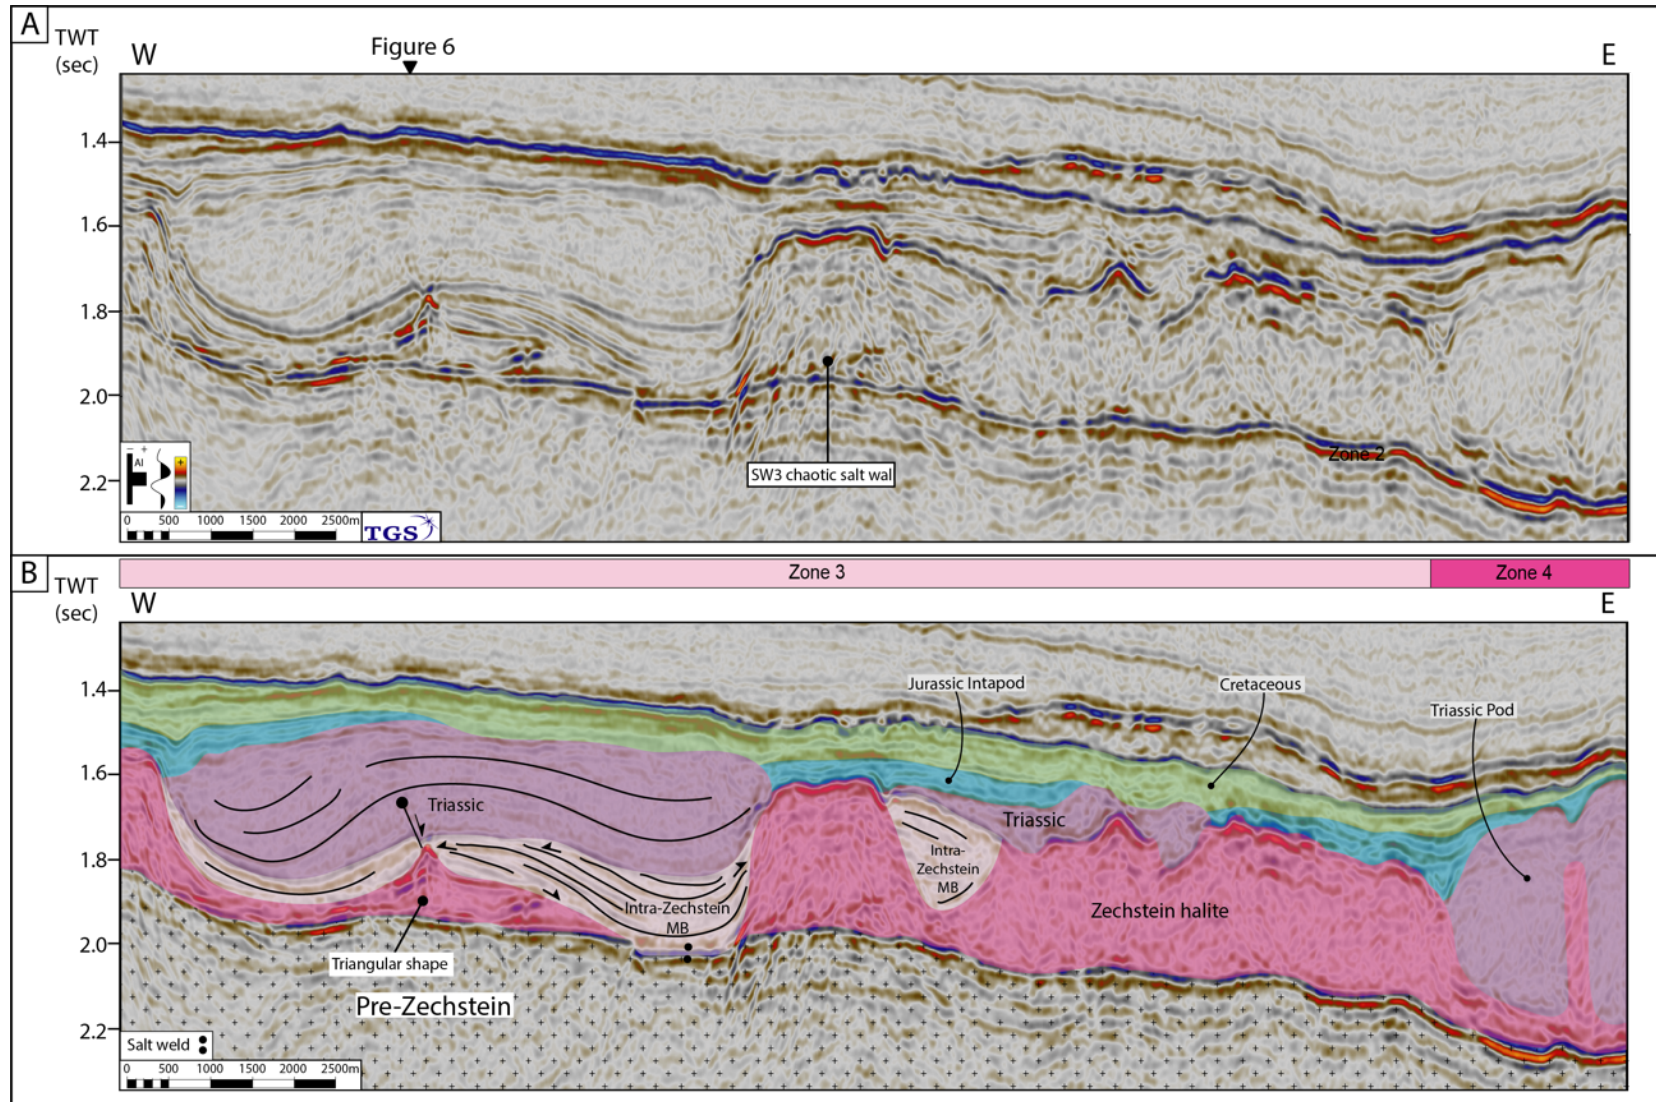 A
TWT
(sec)
W
Figure 6
E
1.4
1.6
1.8
2.0
2.2
SW3 chaotic salt wal
Zone 2
- +
AI
+
0 500 1000 1500 2000 2500m
TGS
B
TWT
(sec)
Zone 3
Zone 4
W
E
1.4
1.6
1.8
2.0
2.2
Jurassic Intapod
Cretaceous
Triassic Pod
Triassic
Triassic
Intra-
Zechstein
MB
Intra-Zechstein
MB
Zechstein halite
Triangular shape
Pre-Zechstein
Salt weld
0 500 1000 1500 2000 2500m